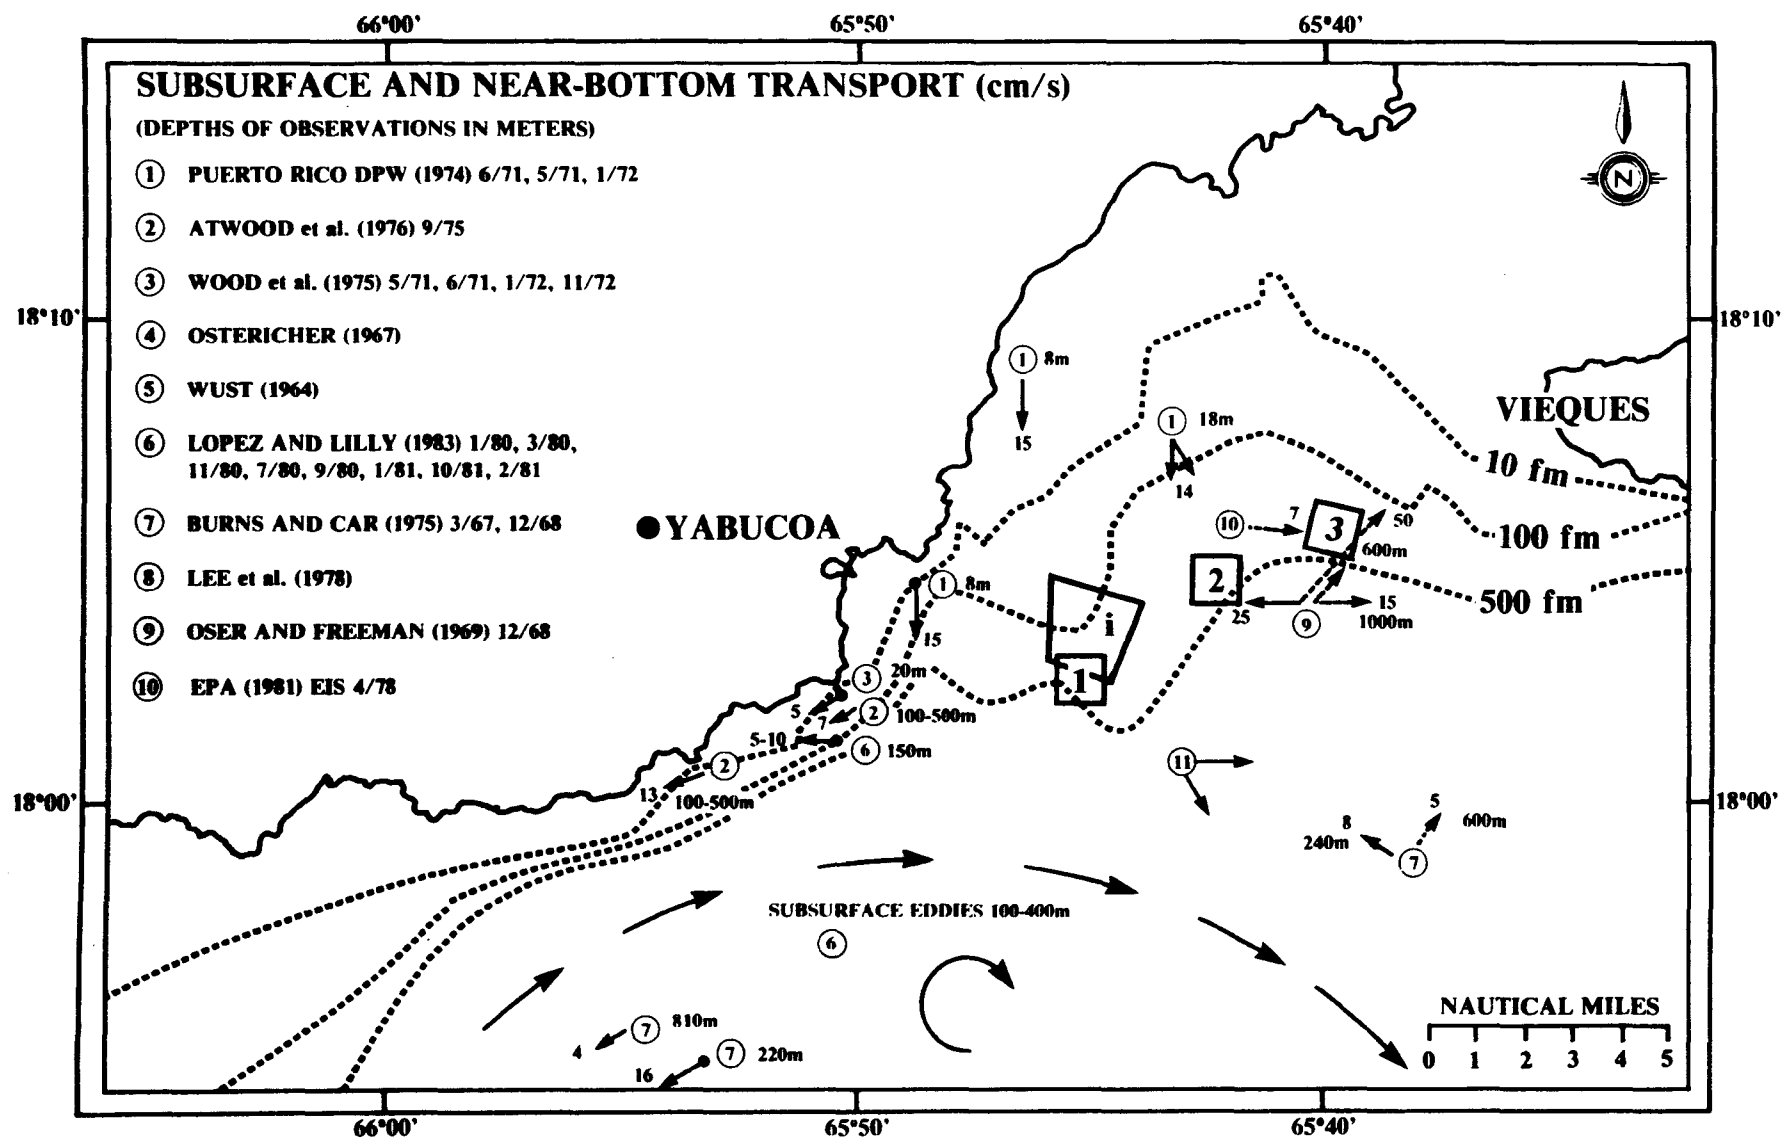 66°00'
65°50'
65°40'
SUBSURFACE AND NEAR-BOTTOM TRANSPORT (cm/s)
(DEPTHS OF OBSERVATIONS IN METERS)
1 PUERTO RICO DPW (1974) 6/71, 5/71, 1/72
2 ATWOOD et al. (1976) 9/75
3 WOOD et al. (1975) 5/71, 6/71, 1/72, 11/72
4 OSTERICHER (1967)
5 WUST (1964)
6 LOPEZ AND LILLY (1983) 1/80, 3/80,
11/80, 7/80, 9/80, 1/81, 10/81, 2/81
7 BURNS AND CAR (1975) 3/67, 12/68
8 LEE et al. (1978)
9 OSER AND FREEMAN (1969) 12/68
10 EPA (1981) EIS 4/78
N
18°10'
18°10'
1 8m
15
VIEQUES
1 18m
14
10 fm
100 fm
500 fm
YABUCOA
10
7
3
50
600m
2
25
9
15
1000m
1 8m
15
i
1
3 20m
5
7
2 100-500m
5-10
6 150m
2
13
100-500m
11
18°00'
18°00'
5
600m
8
240m
7
SUBSURFACE EDDIES 100-400m
6
7 810m
4
7 220m
16
NAUTICAL MILES
0 1 2 3 4 5
66°00'
65°50'
65°40'